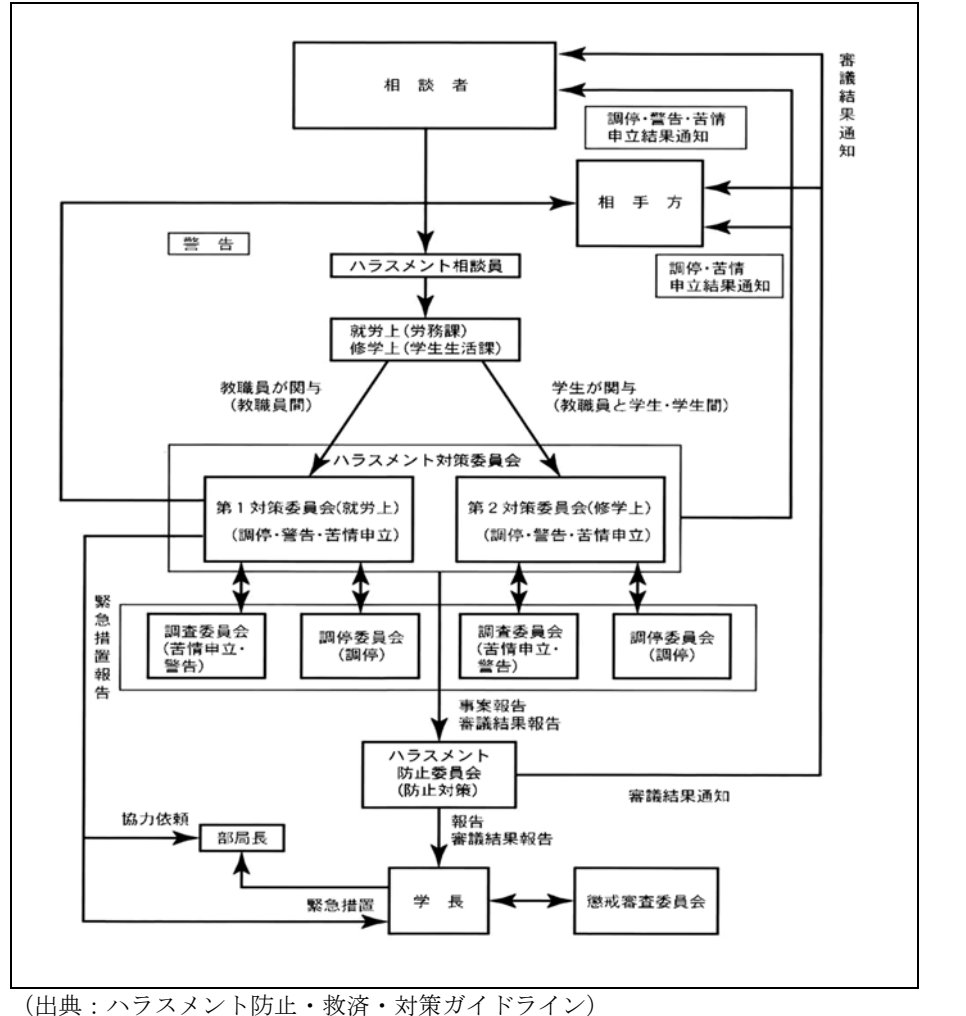 相談者
審議結果通知
調停・警告・苦情
申立結果通知
相手方
警告
ハラスメント相談員
調停・苦情
申立結果通知
就労上(労務課)
修学上(学生生活課)
教職員が関与
(教職員間)
学生が関与
(教職員と学生・学生間)
ハラスメント対策委員会
第1対策委員会(就労上)
(調停・警告・苦情申立)
第2対策委員会(修学上)
(調停・警告・苦情申立)
緊急措置報告
調査委員会
(苦情申立・
警告)
調停委員会
(調停)
調査委員会
(苦情申立・
警告)
調停委員会
(調停)
事案報告
審議結果報告
ハラスメント
防止委員会
(防止対策)
審議結果通知
協力依頼
部局長
報告
審議結果報告
緊急措置
学長
懲戒審査委員会
(出典:ハラスメント防止・救済・対策ガイドライン)